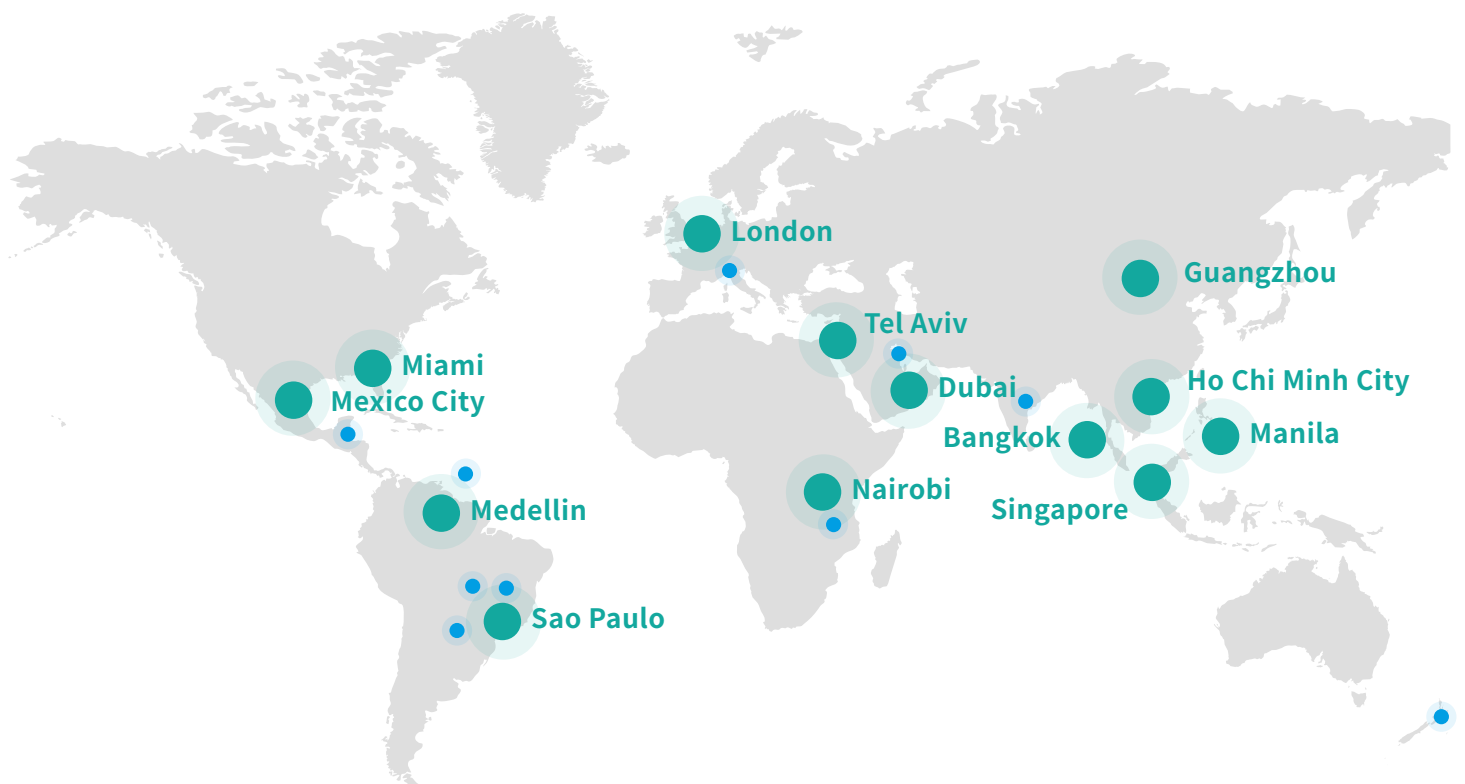 London
Guangzhou
Tel Aviv
Miami
Dubai
Ho Chi Minh City
Mexico City
Bangkok
Manila
Nairobi
Singapore
Medellin
Sao Paulo